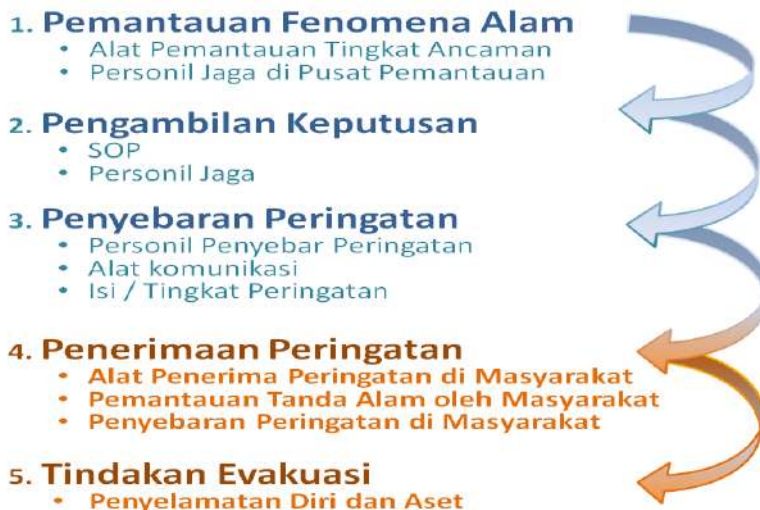 1. Pemantauan Fenomena Alam
• Alat Pemantauan Tingkat Ancaman
• Personil Jaga di Pusat Pemantauan
2. Pengambilan Keputusan
• SOP
• Personil Jaga
3. Penyebaran Peringatan
• Personil Penyebar Peringatan
• Alat komunikasi
• Isi / Tingkat Peringatan
4. Penerimaan Peringatan
• Alat Penerima Peringatan di Masyarakat
• Pemantauan Tanda Alam oleh Masyarakat
• Penyebaran Peringatan di Masyarakat
5. Tindakan Evakuasi
• Penyelamatan Diri dan Aset